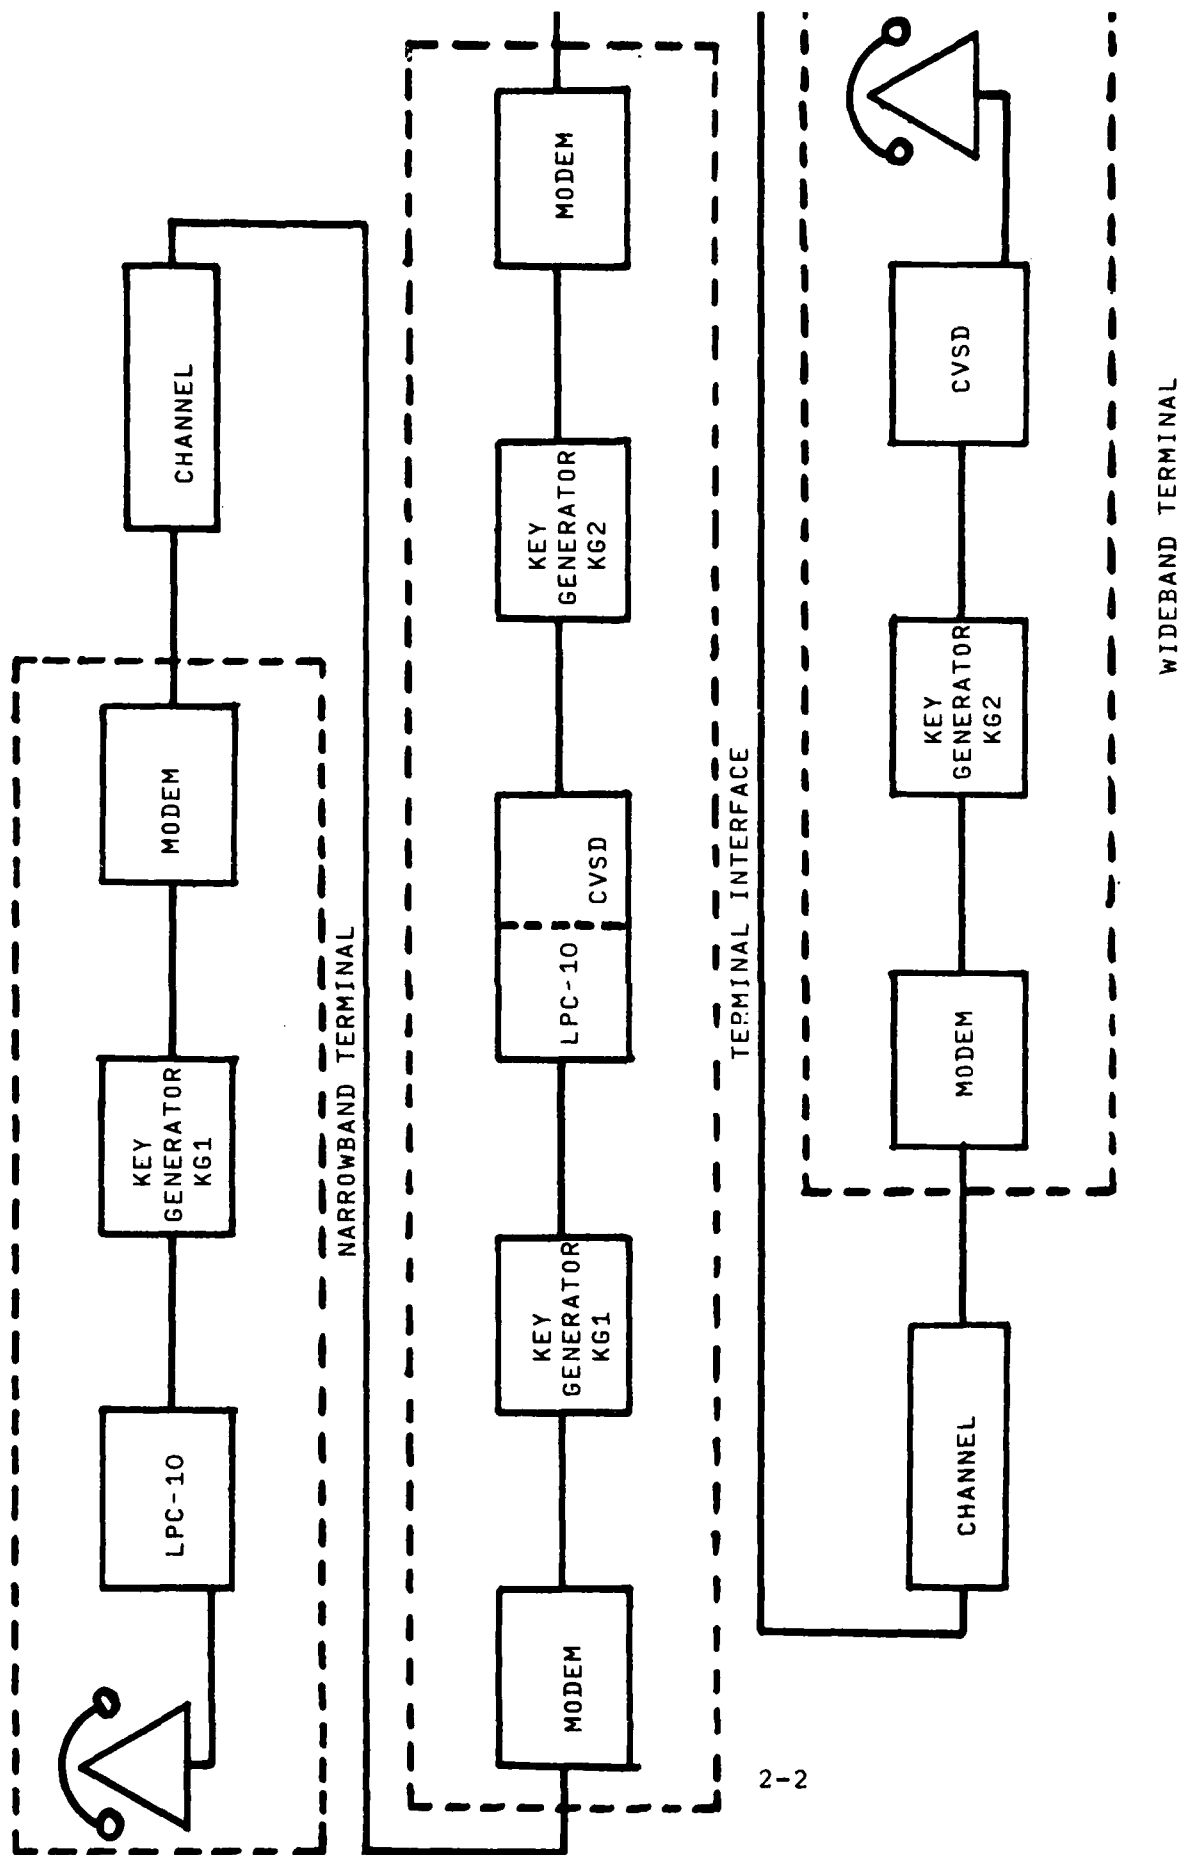 LPC-10
KEY
GENERATOR
KG1
MODEM
CHANNEL
NARROWBAND TERMINAL
MODEM
KEY
GENERATOR
KG1
LPC-10
CVSD
KEY
GENERATOR
KG2
MODEM
TERMINAL INTERFACE
CHANNEL
MODEM
KEY
GENERATOR
KG2
CVSD
WIDEBAND TERMINAL
2-2